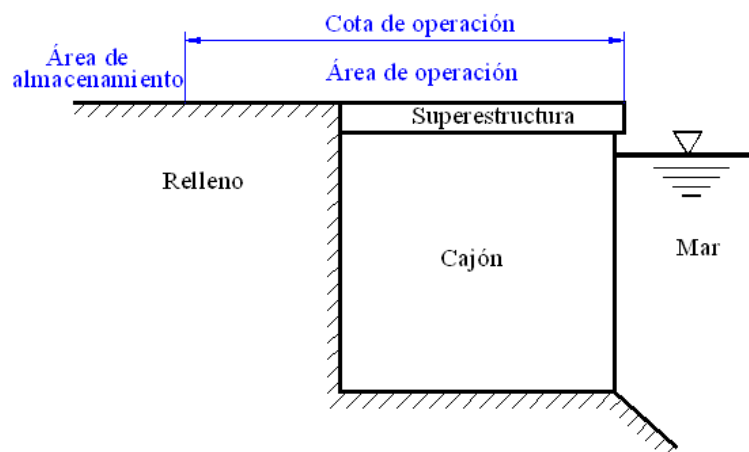 Cota de operación
Área de
almacenamiento
Área de operación
Superestructura
Relleno
Cajón
Mar